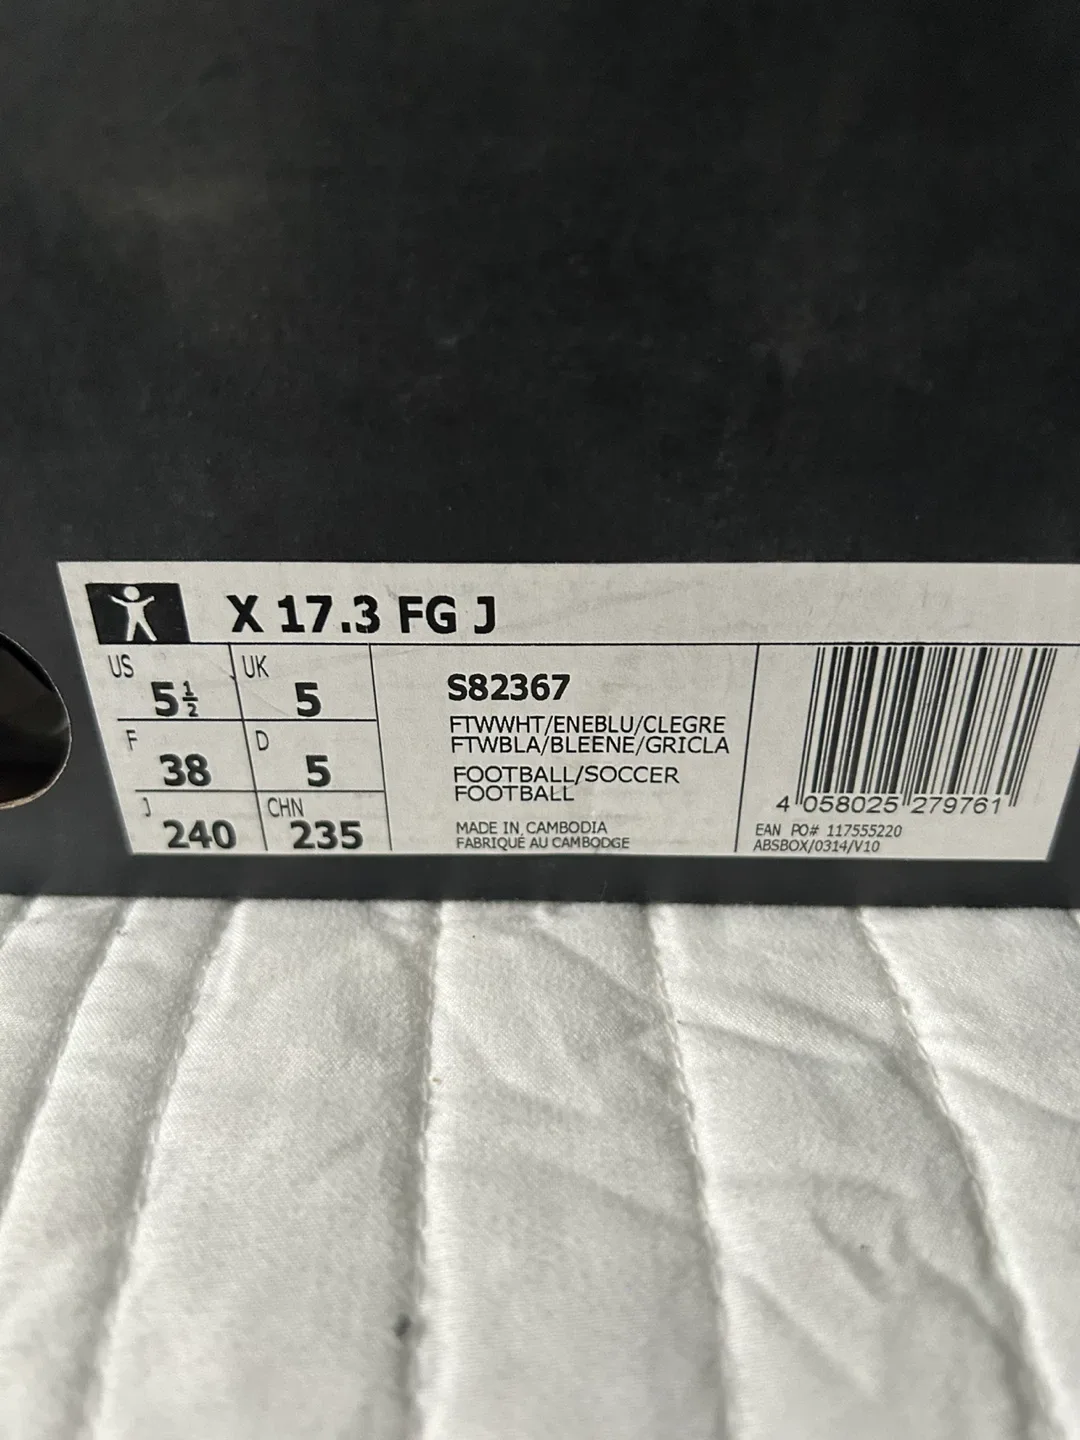 X 17.3 FG J
US 5½ UK 5
F 38 D 5
J 240 CHN 235
S82367
FTWWHT/ENEBLU/CLEGRE
FTWBLA/BLEENE/GRICLA
FOOTBALL/SOCCER
FOOTBALL
MADE IN CAMBODIA
FABRIQUÉ AU CAMBODGE
4 058025 279761
EAN PO# 117555220
ABSBOX/0314/V10